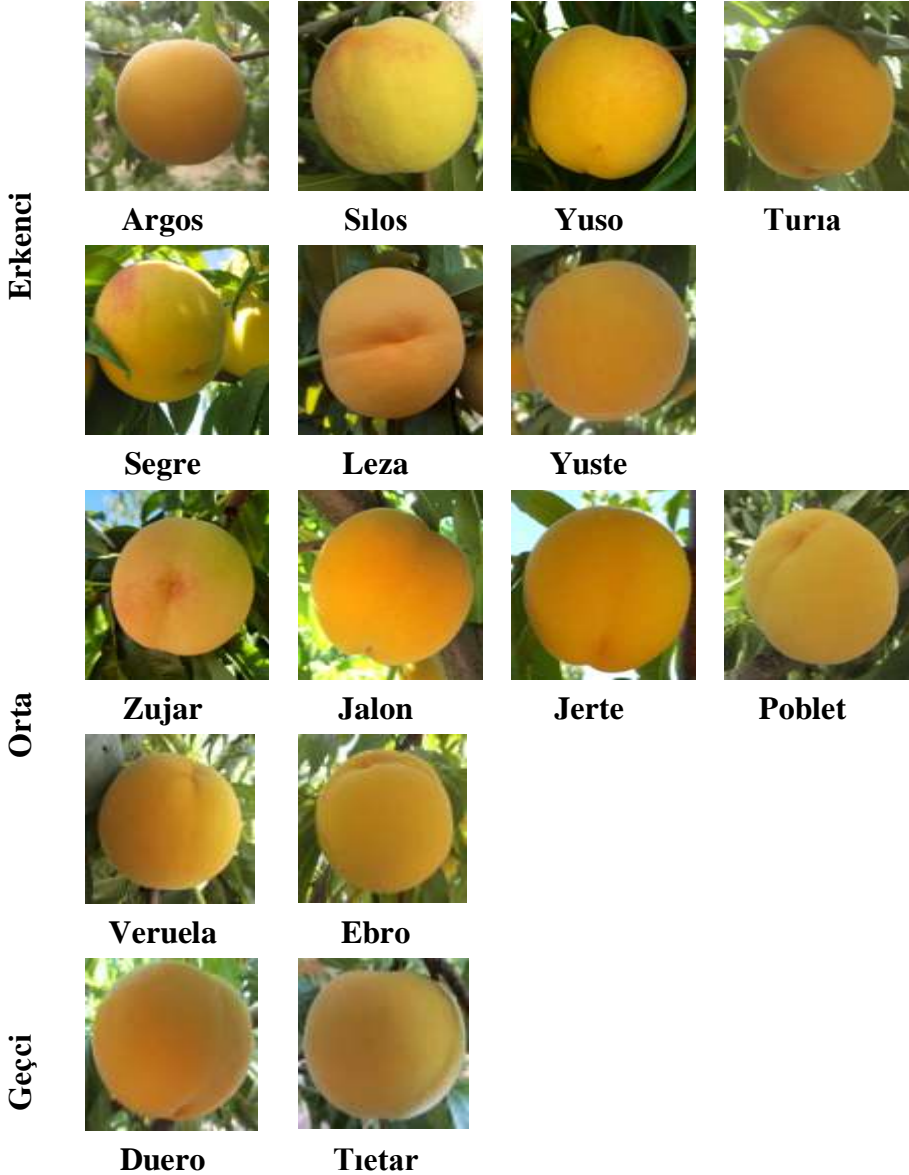 Erkenci
Argos Sılos Yuso Turıa
Segre Leza Yuste
Orta
Zujar Jalon Jerte Poblet
Veruela Ebro
Geçci
Duero Tıetar